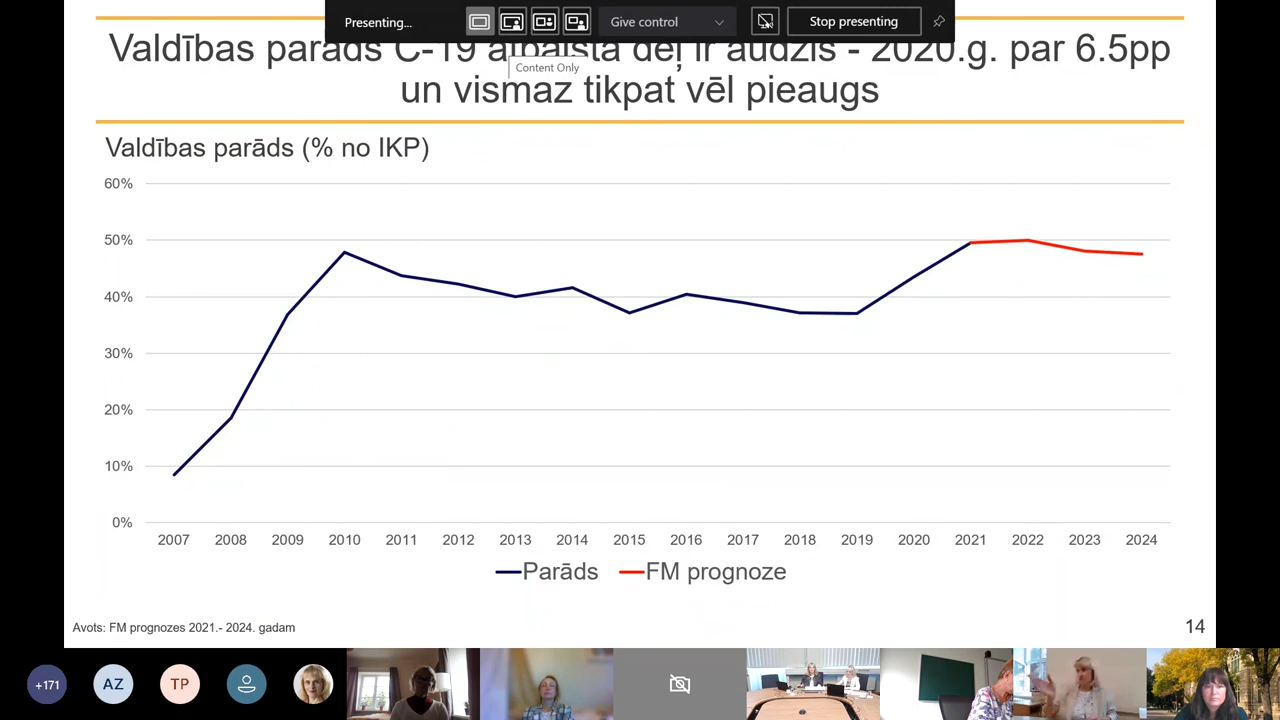 Presenting...
Give control
Stop presenting
Content Only
Valdības parāds C-19 atbalsta dēļ ir audzis - 2020.g. par 6.5pp
un vismaz tikpat vēl pieaugs
Valdības parāds (% no IKP)
60%
50%
40%
30%
20%
10%
0%
2007 2008 2009 2010 2011 2012 2013 2014 2015 2016 2017 2018 2019 2020 2021 2022 2023 2024
Parāds FM prognoze
Avots: FM prognozes 2021.- 2024. gadam
14
+171 AZ TP